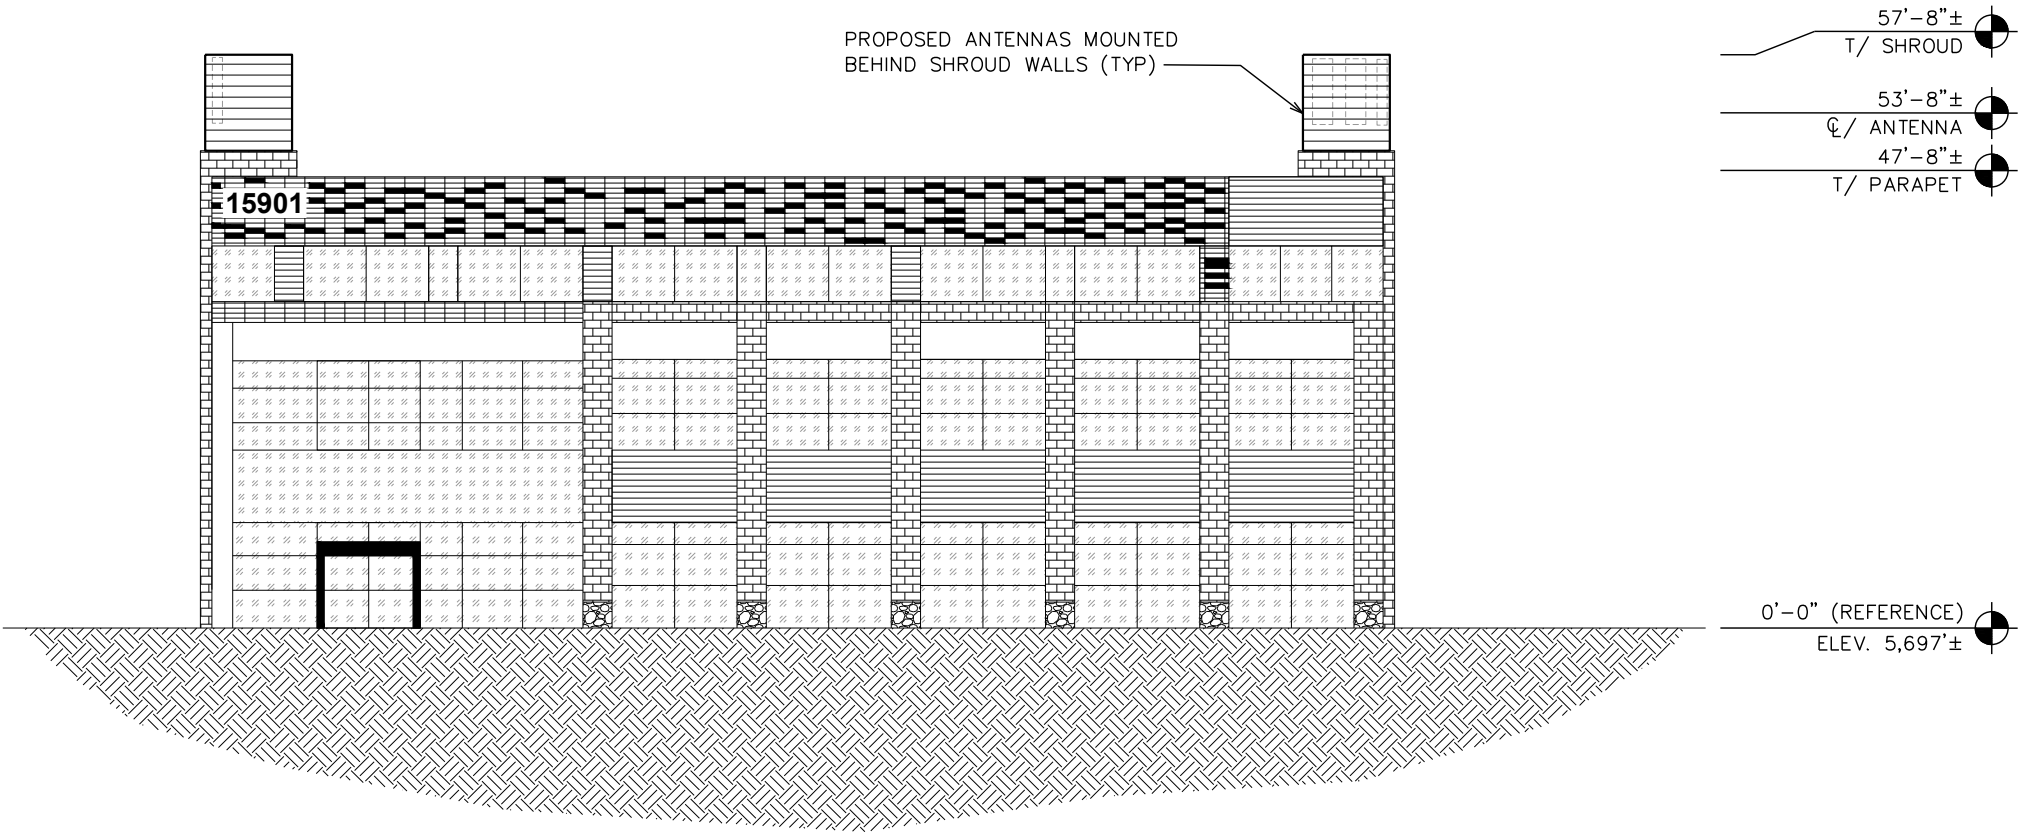 PROPOSED ANTENNAS MOUNTED
BEHIND SHROUD WALLS (TYP)
57'-8"±
T/ SHROUD
53'-8"±
℄/ ANTENNA
47'-8"±
T/ PARAPET
15901
0'-0" (REFERENCE)
ELEV. 5,697'±